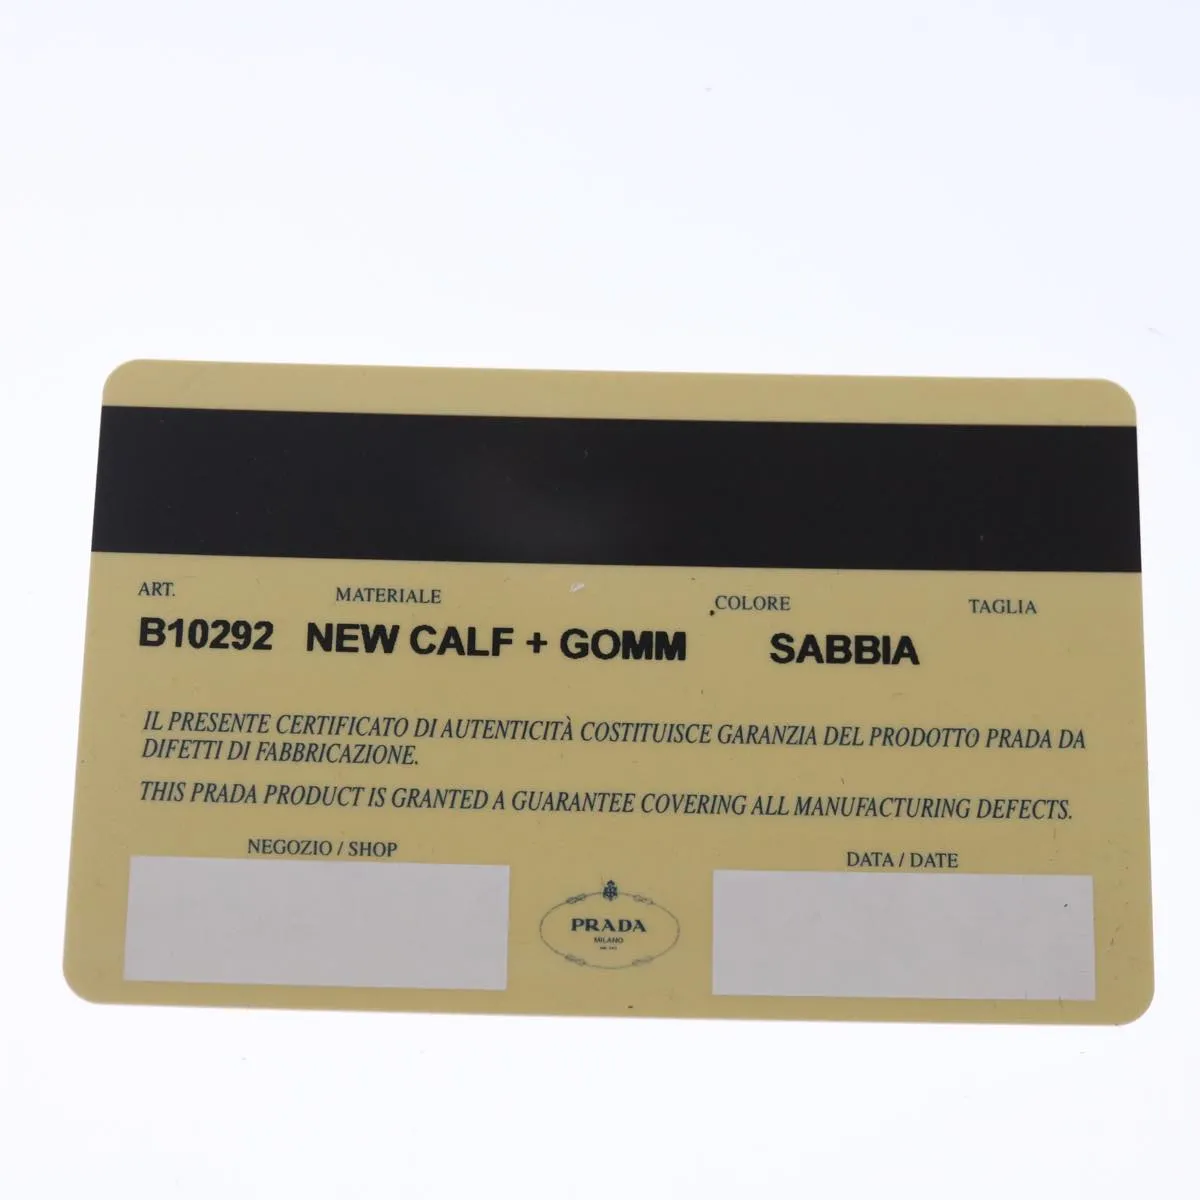 ART. MATERIALE COLORE TAGLIA
B10292 NEW CALF + GOMM SABBIA
IL PRESENTE CERTIFICATO DI AUTENTICITÀ COSTITUISCE GARANZIA DEL PRODOTTO PRADA DA
DIFETTI DI FABBRICAZIONE.
THIS PRADA PRODUCT IS GRANTED A GUARANTEE COVERING ALL MANUFACTURING DEFECTS.
NEGOZIO / SHOP DATA / DATE
PRADA
MILANO